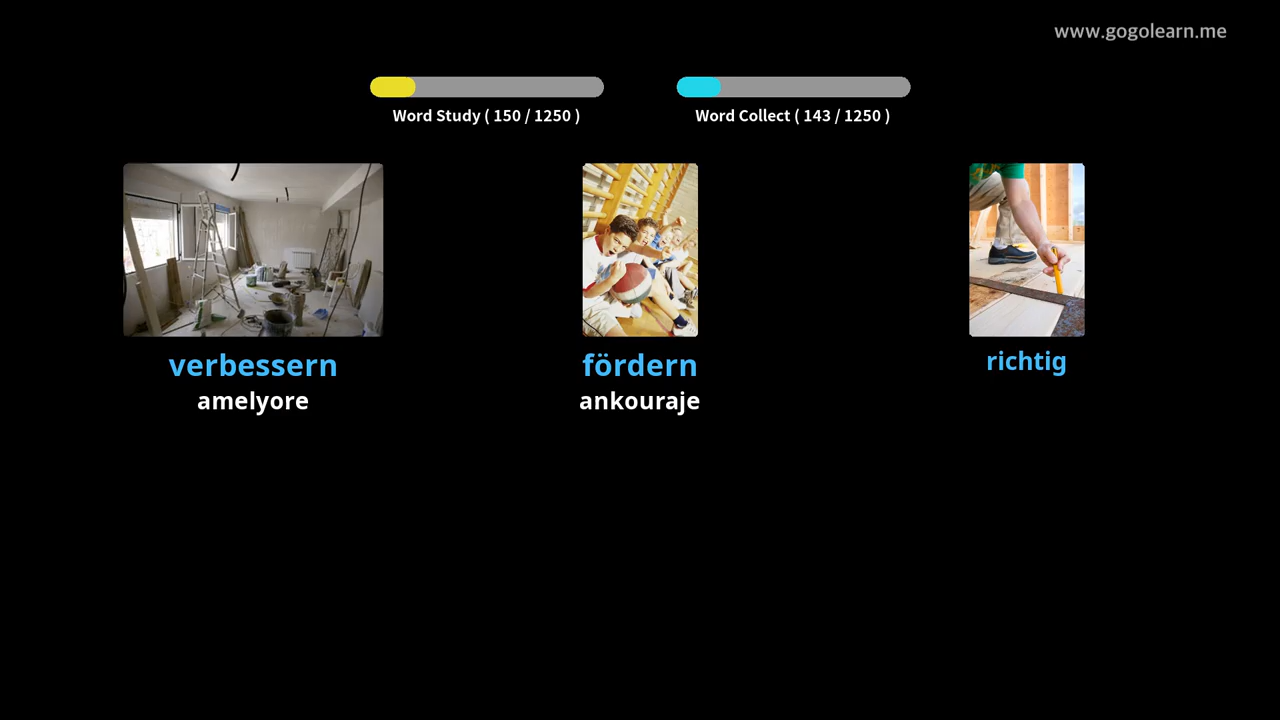 www.gogolearn.me
Word Study ( 150 / 1250 )
Word Collect ( 143 / 1250 )
verbessern
amelyore
fördern
ankouraje
richtig